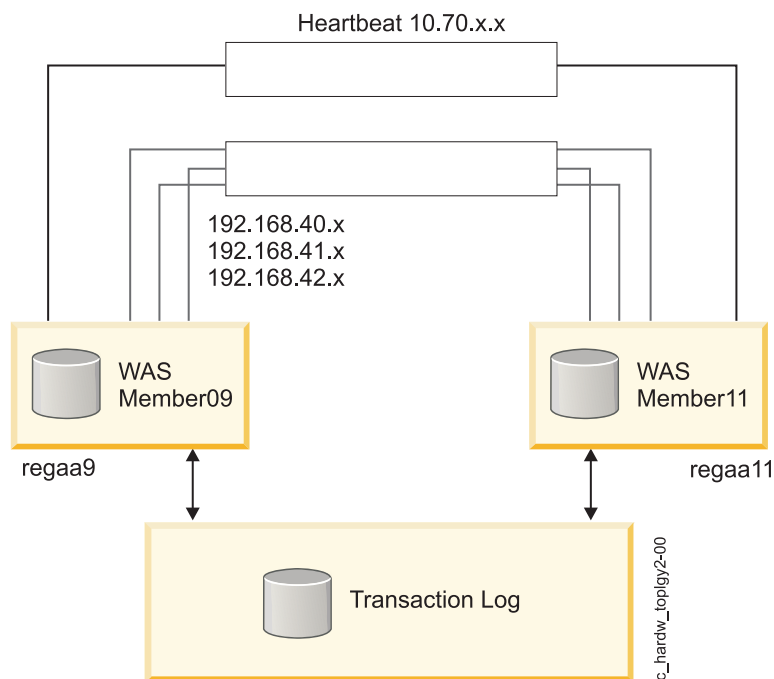 Heartbeat 10.70.x.x
192.168.40.x
192.168.41.x
192.168.42.x
WAS
Member09
WAS
Member11
regaa9
regaa11
Transaction Log
c_hardw_toplgy2-00